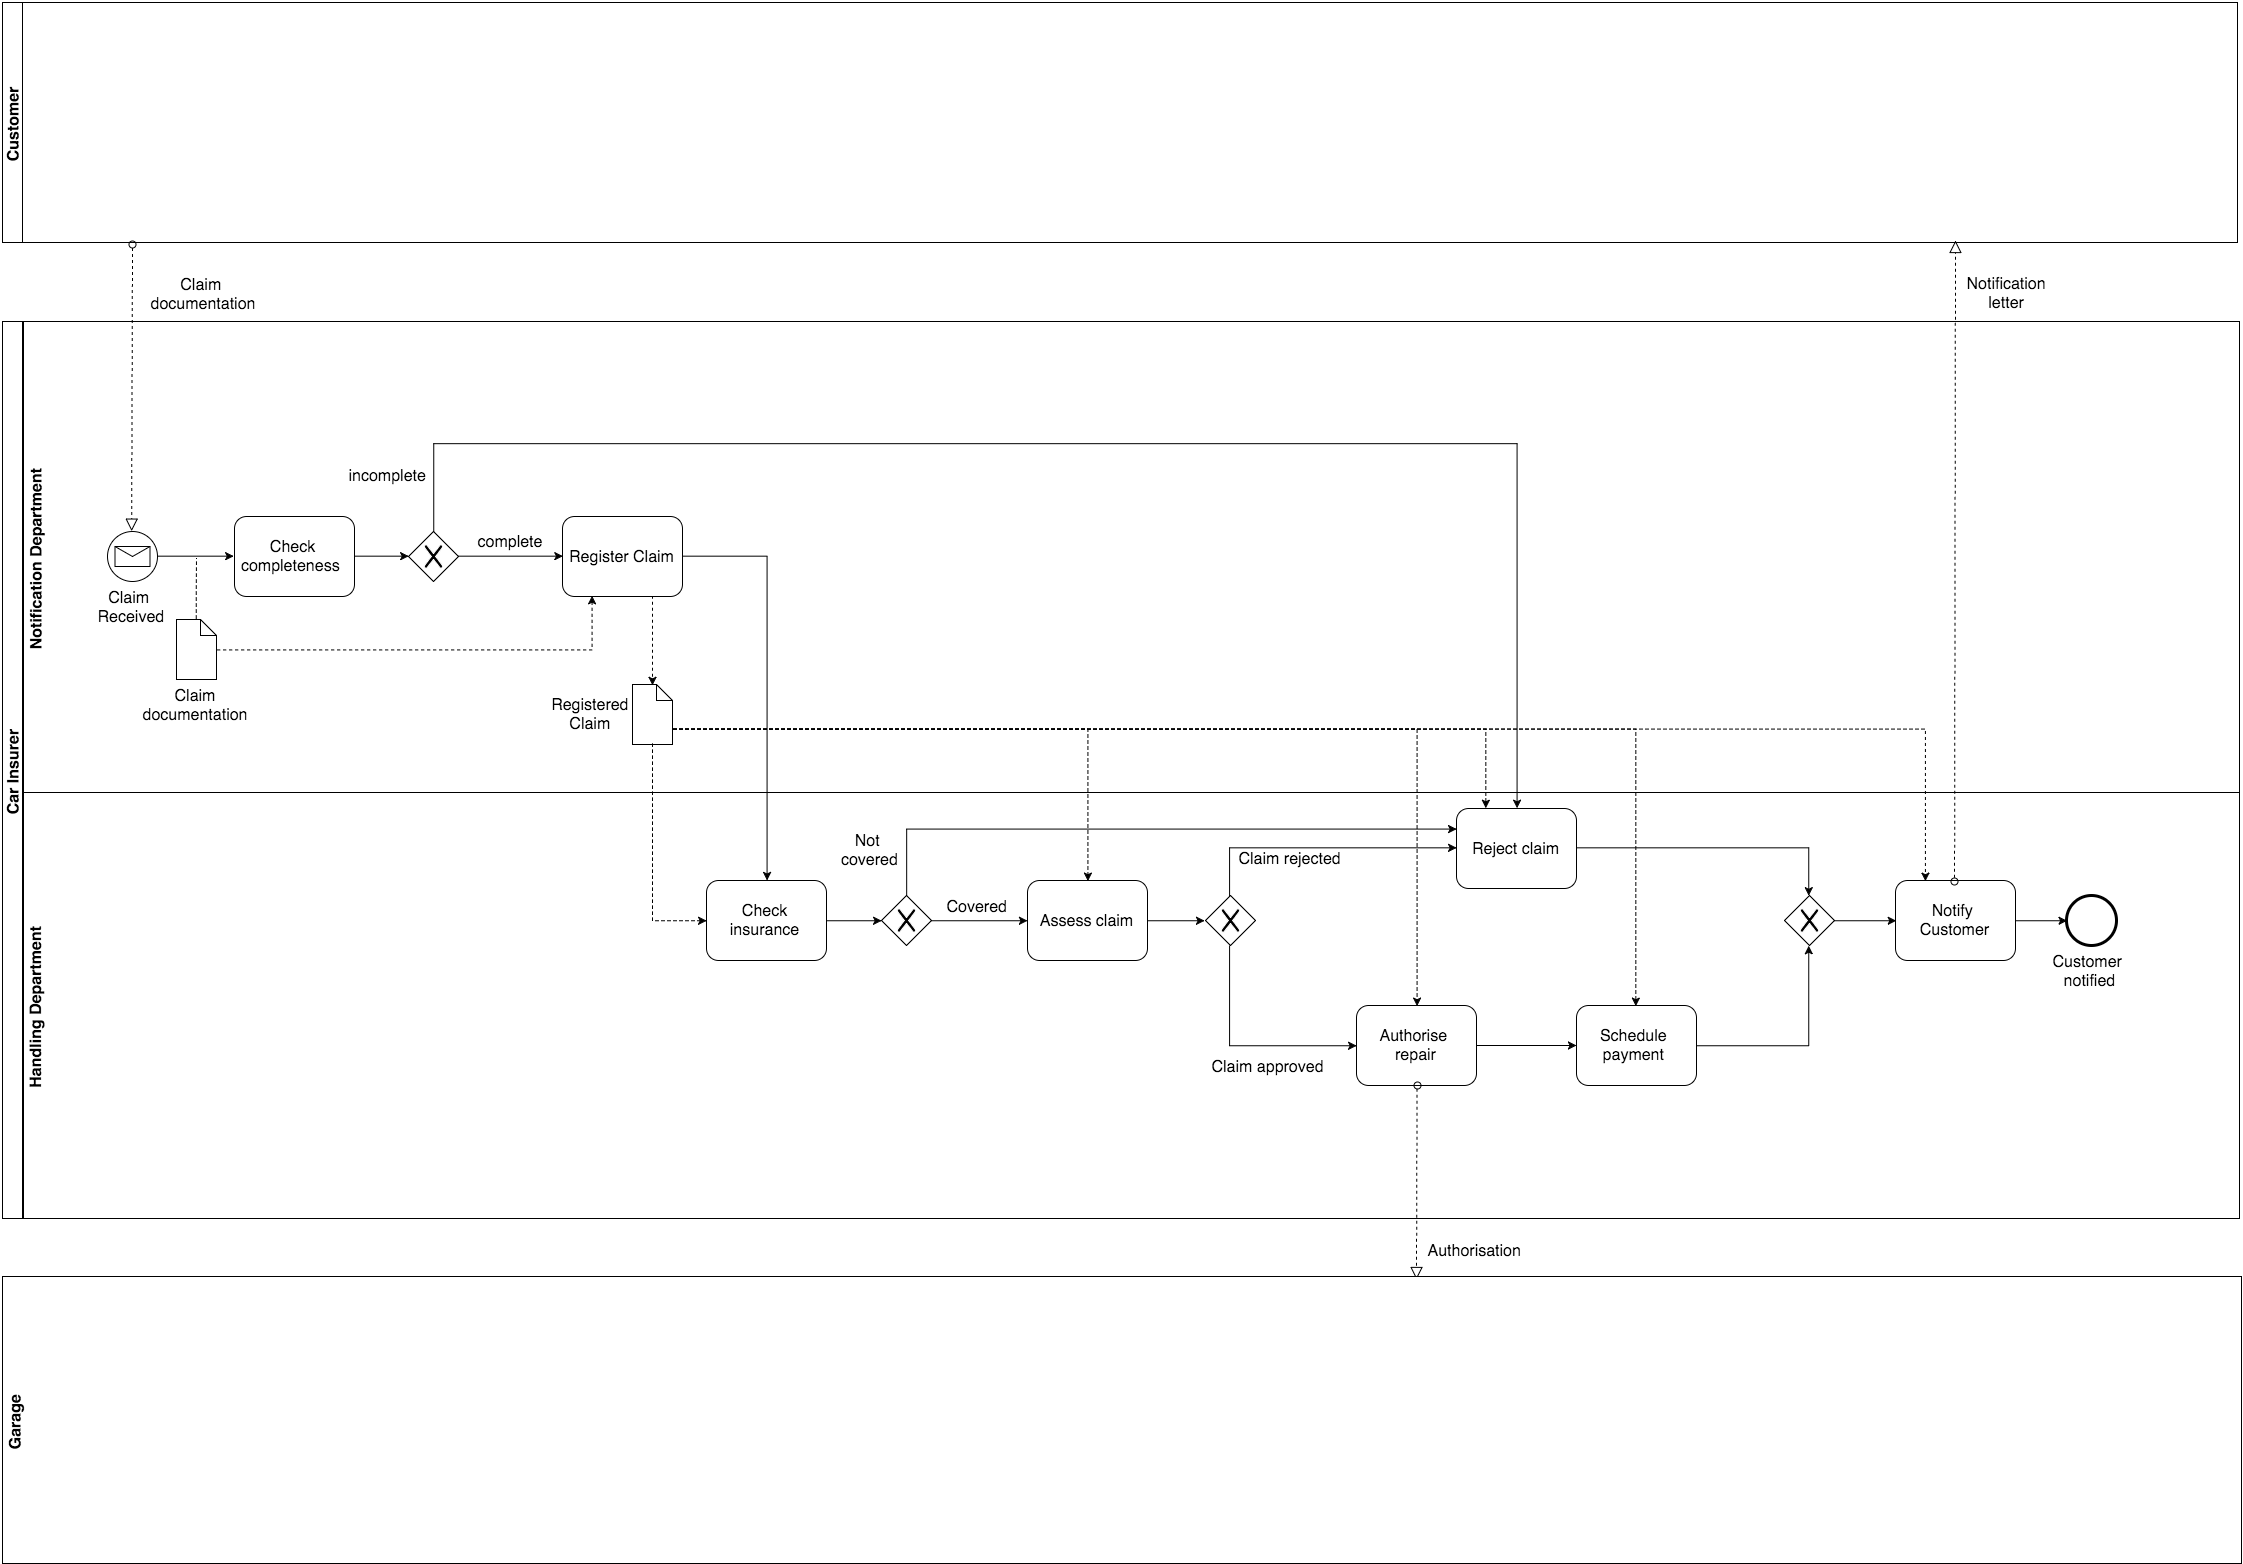 Customer
Claim
documentation
Notification
letter
Car Insurer
Notification Department
incomplete
complete
Check
completeness
Register Claim
Claim
Received
Claim
documentation
Registered
Claim
Handling Department
Not
covered
Covered
Check
insurance
Assess claim
Claim rejected
Reject claim
Claim approved
Authorise
repair
Schedule
payment
Notify
Customer
Customer
notified
Authorisation
Garage